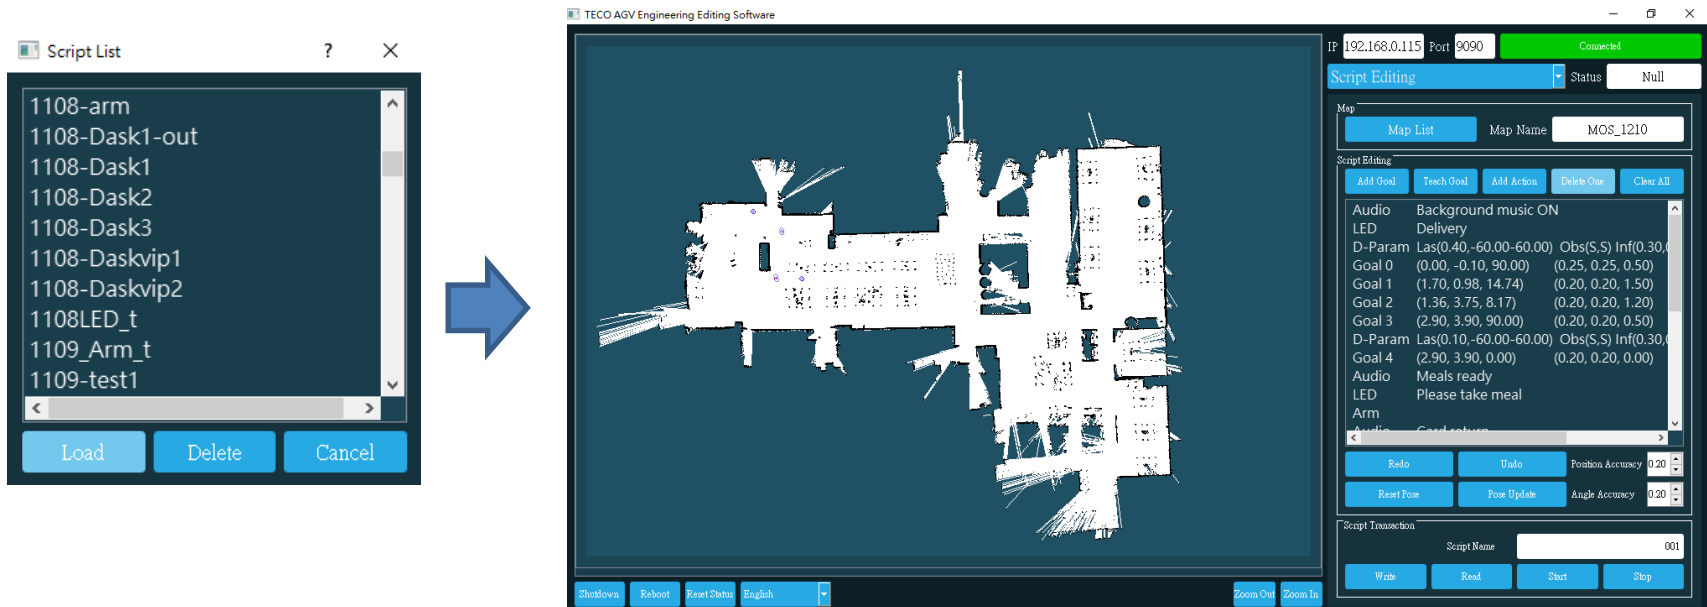 Script List
?
1108-arm
1108-Dask1-out
1108-Dask1
1108-Dask2
1108-Dask3
1108-Daskvip1
1108-Daskvip2
1108LED_t
1109_Arm_t
1109-test1
Load Delete Cancel
TECO AGV Engineering Editing Software
IP 192.168.0.115 Port 9090 Connected
Script Editing Status Null
Map
Map List Map Name MOS_1210
Script Editing
Add Goal Teach Goal Add Action Delete One Clear All
Audio Background music ON
LED Delivery
D-Param Las(0.40,-60.00-60.00) Obs(S,S) Inf(0.30,0
Goal 0 (0.00, -0.10, 90.00) (0.25, 0.25, 0.50)
Goal 1 (1.70, 0.98, 14.74) (0.20, 0.20, 1.50)
Goal 2 (1.36, 3.75, 8.17) (0.20, 0.20, 1.20)
Goal 3 (2.90, 3.90, 90.00) (0.20, 0.20, 0.50)
D-Param Las(0.10,-60.00-60.00) Obs(S,S) Inf(0.30,0
Goal 4 (2.90, 3.90, 0.00) (0.20, 0.20, 0.00)
Audio Meals ready
LED Please take meal
Arm
Audio Card return
Redo Undo Position Accuracy 0.20
Reset Pose Pose Update Angle Accuracy 0.20
Script Transaction
Script Name 001
Write Read Start Stop
Shutdown Reboot Reset Status English Zoom Out Zoom In